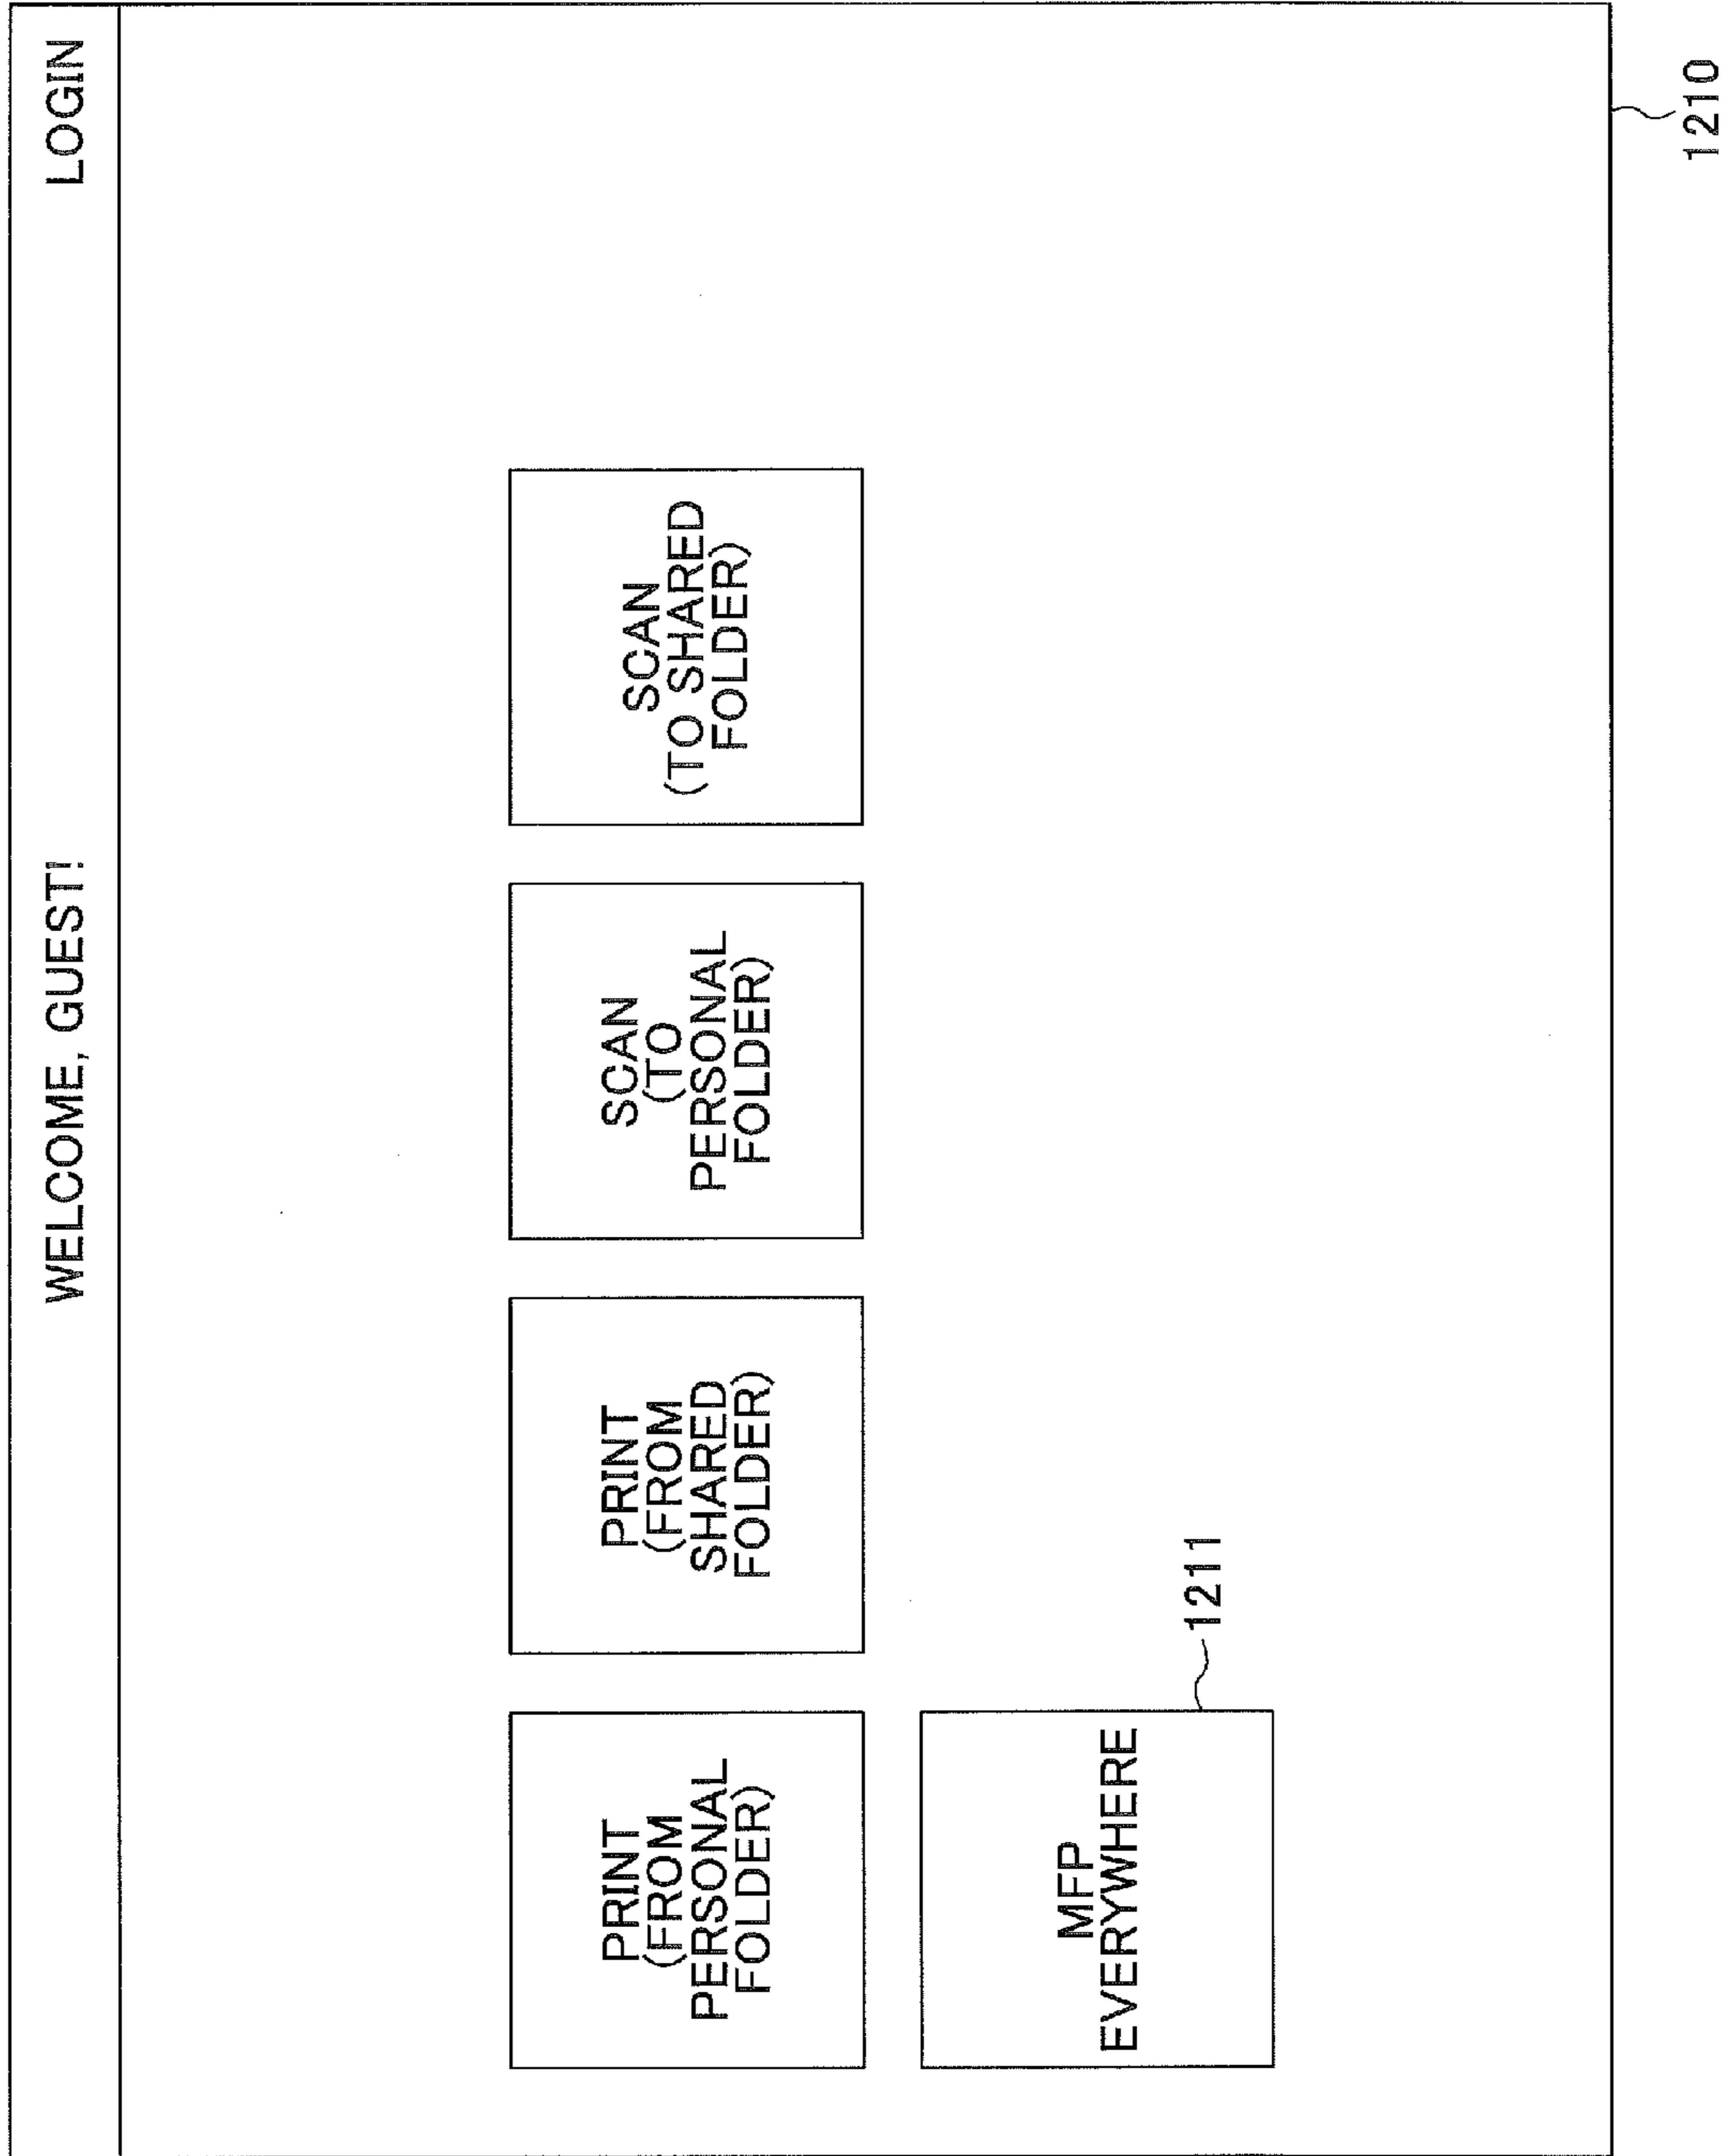 WELCOME, GUEST!
LOGIN
PRINT
(FROM
PERSONAL
FOLDER)
PRINT
(FROM
SHARED
FOLDER)
SCAN
(TO
PERSONAL
FOLDER)
SCAN
(TO SHARED
FOLDER)
MFP
EVERYWHERE
1211
1210